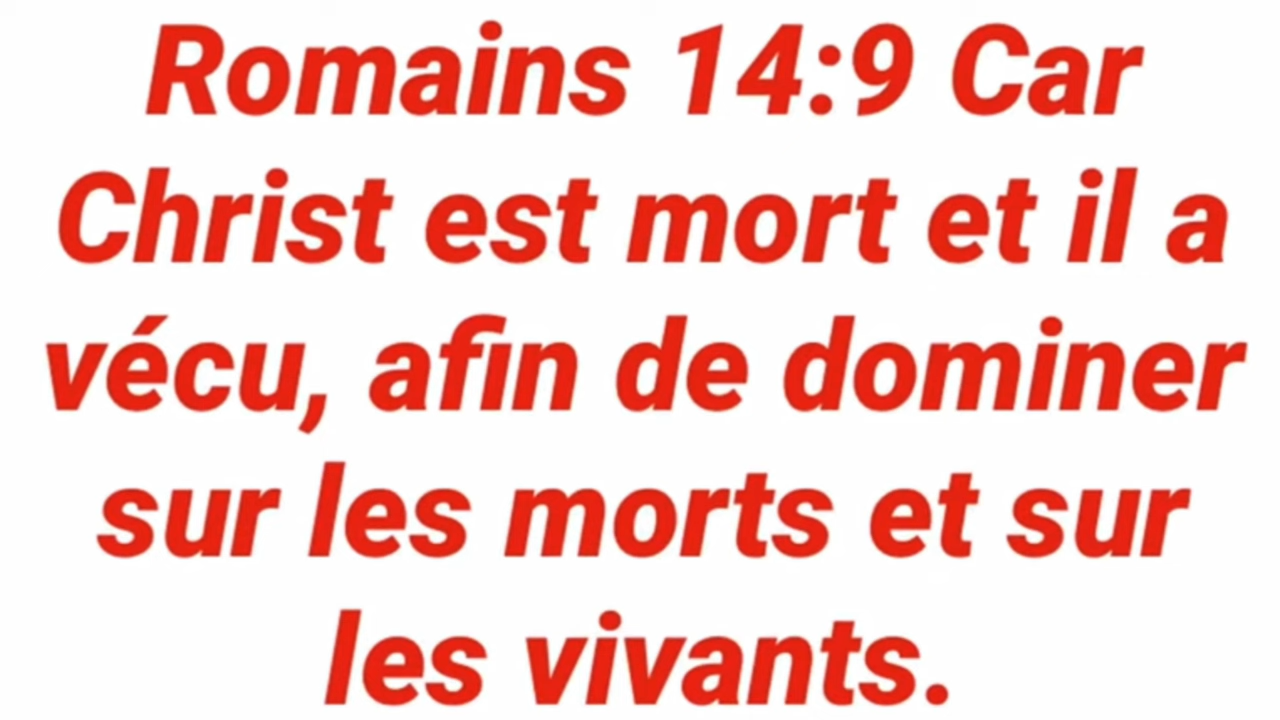 Romains 14:9 Car
Christ est mort et il a
vécu, afin de dominer
sur les morts et sur
les vivants.